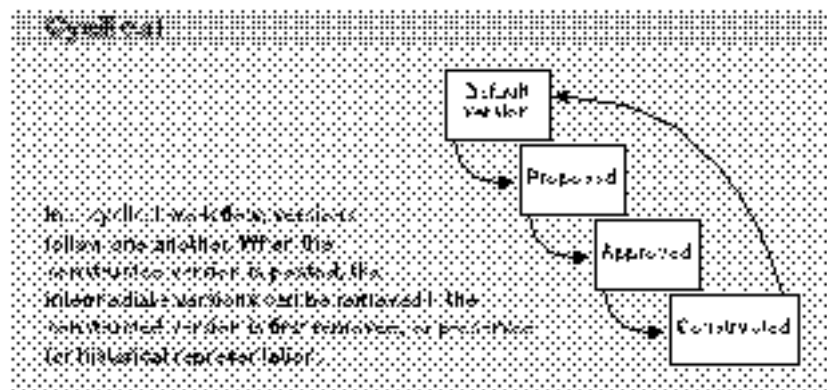 Cyclical
Default
version
Proposed
Approved
Constructed
In a cyclical workflow, versions
follow one another. When the
constructed version is posted, the
intermediate versions can be removed if the
constructed version is first removed, or preserved
for historical representation.